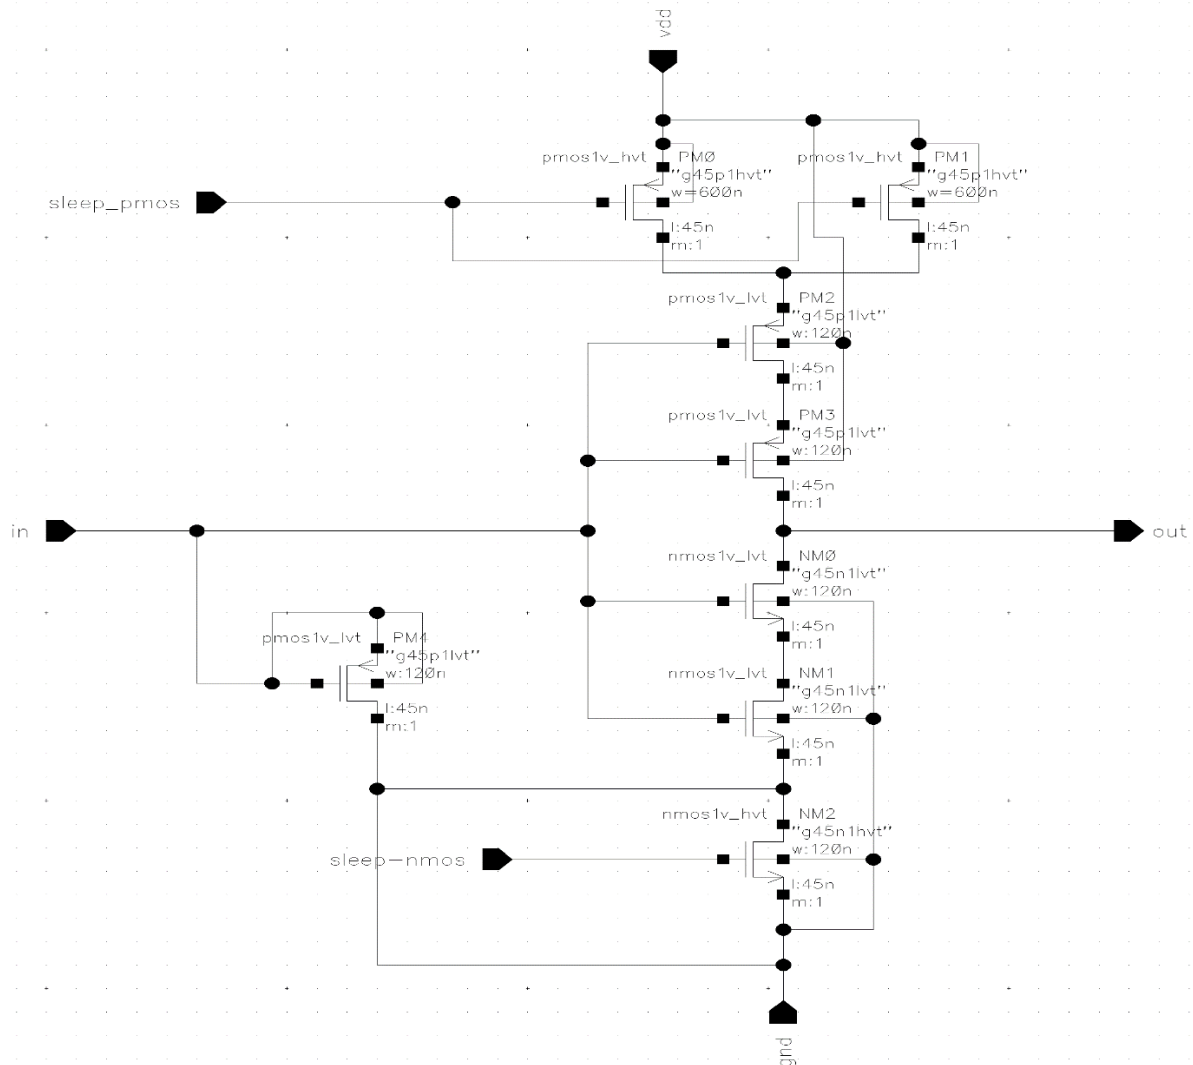 vdd
pmos1v_hvt PM0
"g45p1hvt"
w=600n
l:45n
m:1
pmos1v_hvt PM1
"g45p1hvt"
w=600n
l:45n
m:1
sleep_pmos
pmos1v_lvt PM2
"g45p1lvt"
w:120n
l:45n
m:1
pmos1v_lvt PM3
"g45p1lvt"
w:120n
l:45n
m:1
in
out
nmos1v_lvt NM0
"g45n1lvt"
w:120n
l:45n
m:1
pmos1v_lvt PM4
"g45p1lvt"
w:120n
l:45n
m:1
nmos1v_lvt NM1
"g45n1lvt"
w:120n
l:45n
m:1
nmos1v_hvt NM2
"g45n1hvt"
w:120n
l:45n
m:1
sleep-nmos
gnd